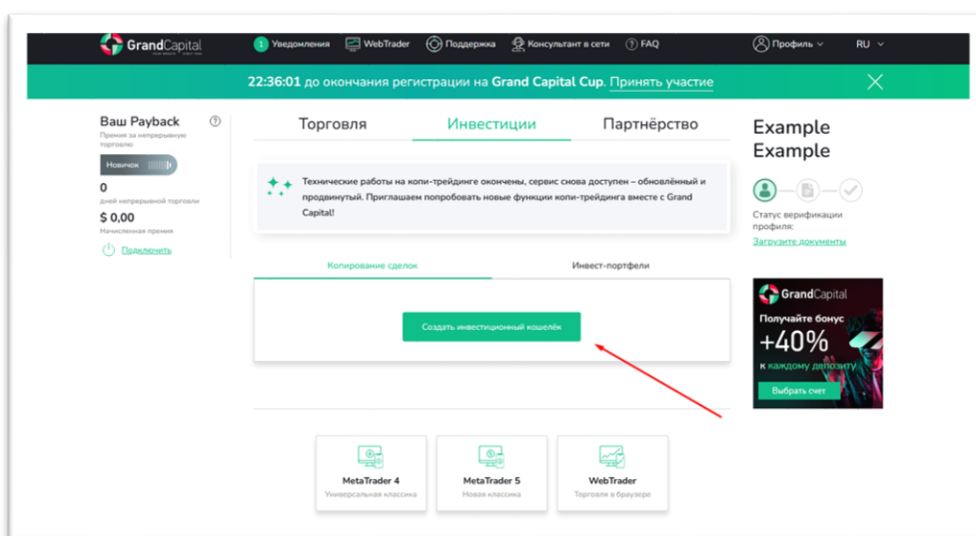 GrandCapital
1 Уведомления WebTrader Поддержка Консультант в сети FAQ Профиль RU
22:36:01 до окончания регистрации на Grand Capital Cup. Принять участие
Ваш Payback
Премия за непрерывную
торговлю
Новичок
0
дней непрерывной торговли
$ 0,00
Начисленная премия
Подключить
Торговля Инвестиции Партнёрство
Технические работы на копи-трейдинге окончены, сервис снова доступен – обновлённый и
продвинутый. Приглашаем попробовать новые функции копи-трейдинга вместе с Grand
Capital!
Копирование сделок Инвест-портфели
Создать инвестиционный кошелёк
MetaTrader 4
Универсальная классика
MetaTrader 5
Новая классика
WebTrader
Торговля в браузере
Example
Example
Статус верификации
профиля:
Загрузите документы
GrandCapital
Получайте бонус
+40%
к каждому депозиту
Выбрать счет